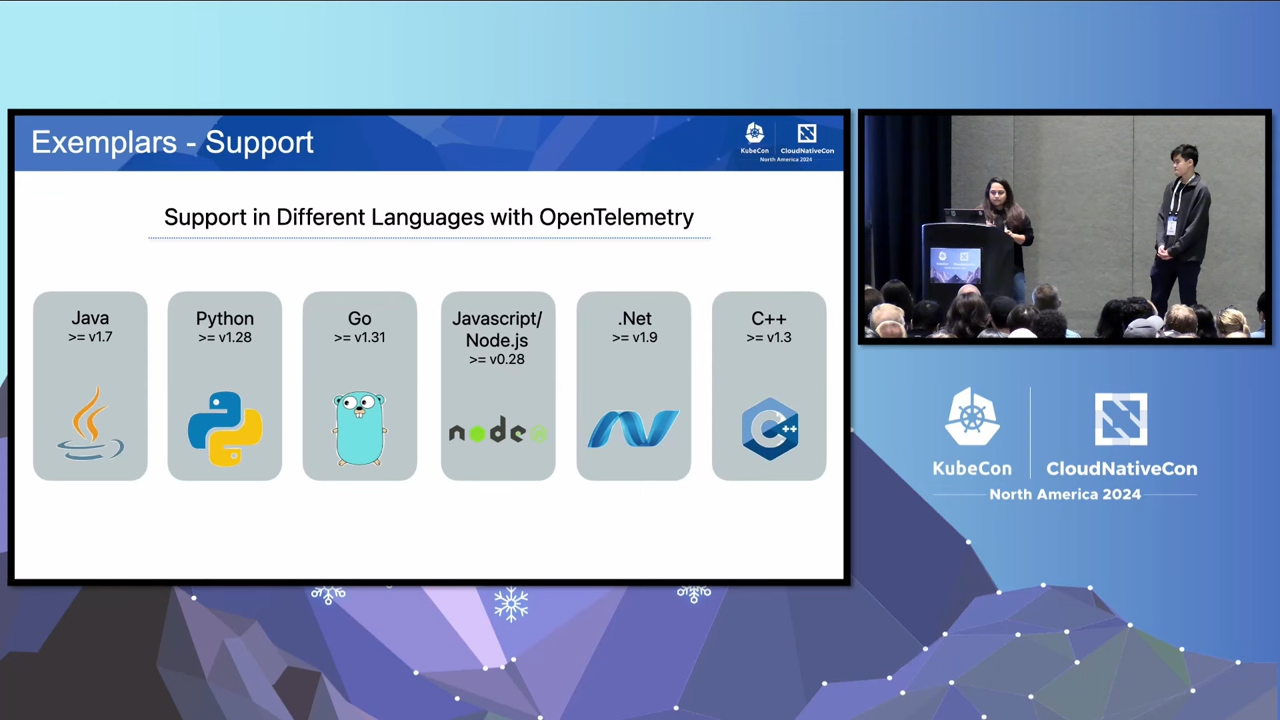 Exemplars - Support
KubeCon
CloudNativeCon
North America 2024
Support in Different Languages with OpenTelemetry
Java
>= v1.7
Python
>= v1.28
Go
>= v1.31
Javascript/
Node.js
>= v0.28
node
.Net
>= v1.9
C++
>= v1.3
C++
KubeCon
CloudNativeCon
North America 2024